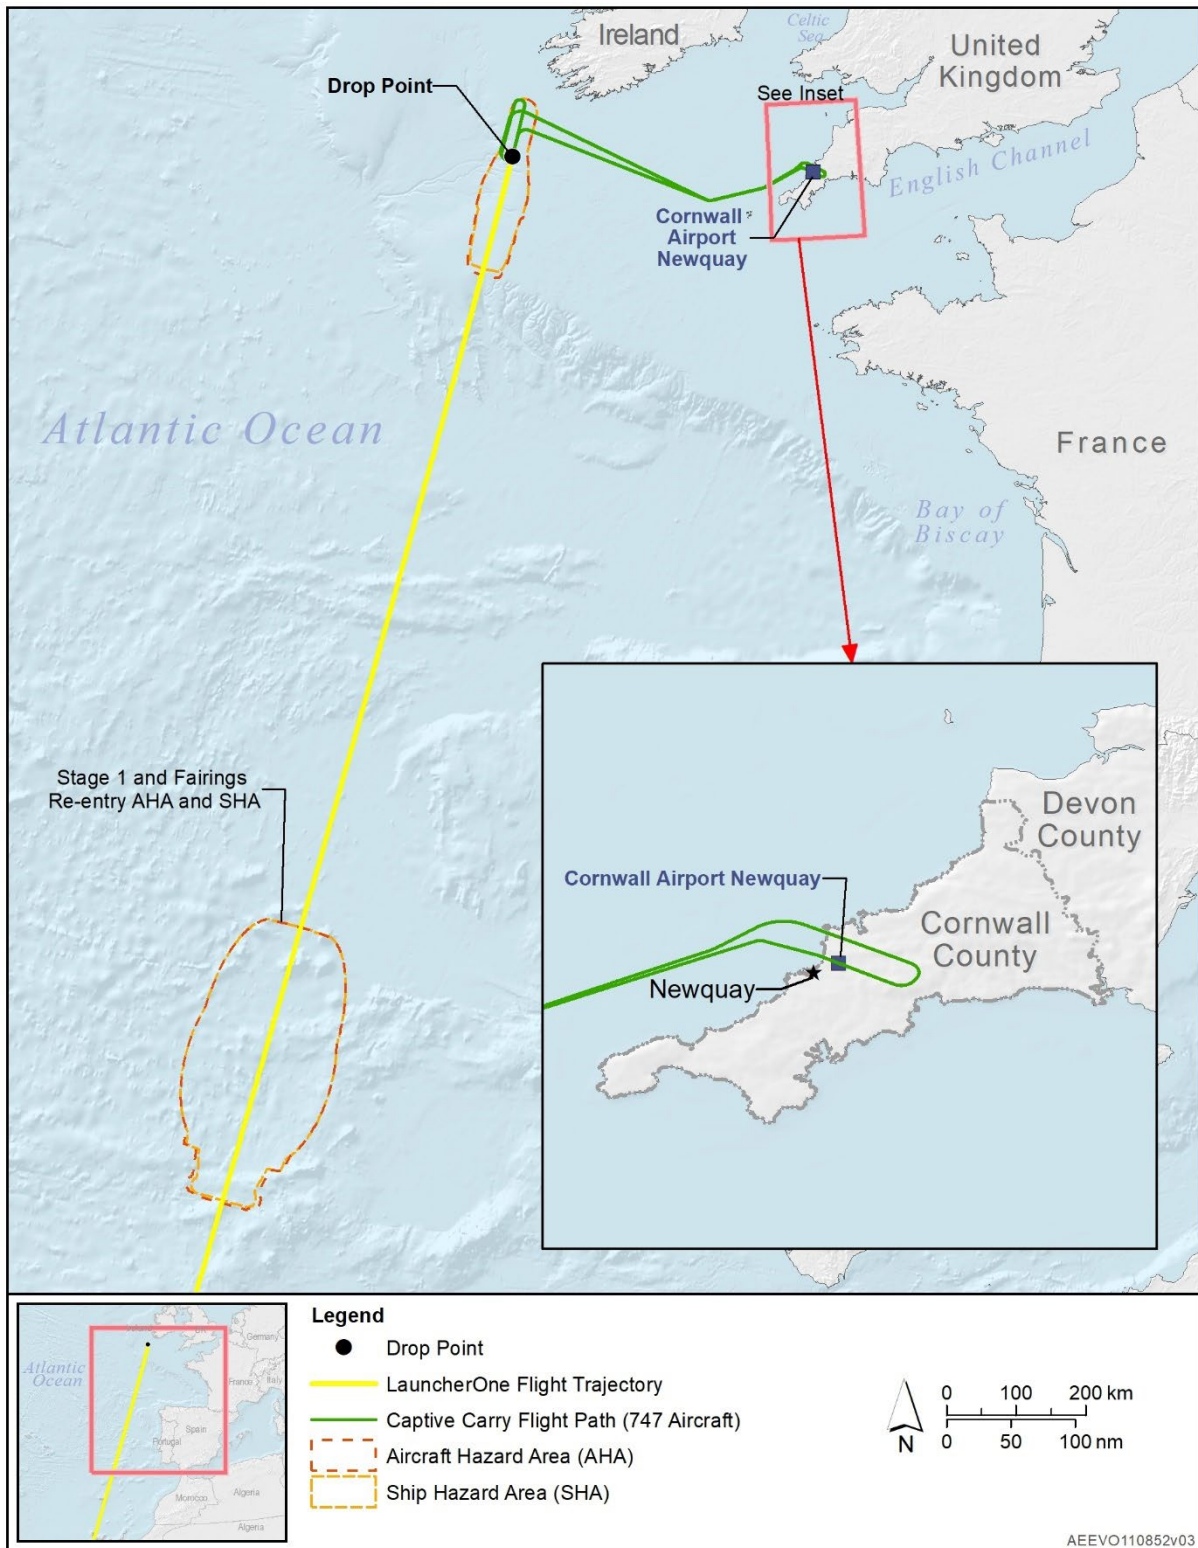 Celtic
Sea
Ireland
United
Kingdom
Drop Point
See Inset
English Channel
Cornwall
Airport
Newquay
Atlantic Ocean
France
Bay of
Biscay
Stage 1 and Fairings
Re-entry AHA and SHA
Devon
County
Cornwall Airport Newquay
Cornwall
County
Newquay
Legend
Drop Point
LauncherOne Flight Trajectory
Captive Carry Flight Path (747 Aircraft)
Aircraft Hazard Area (AHA)
Ship Hazard Area (SHA)
Atlantic
Ocean
Germany
France
Italy
Spain
Portugal
Morocco
Algeria
Algeria
N
0 100 200 km
0 50 100 nm
AEEVO110852v03